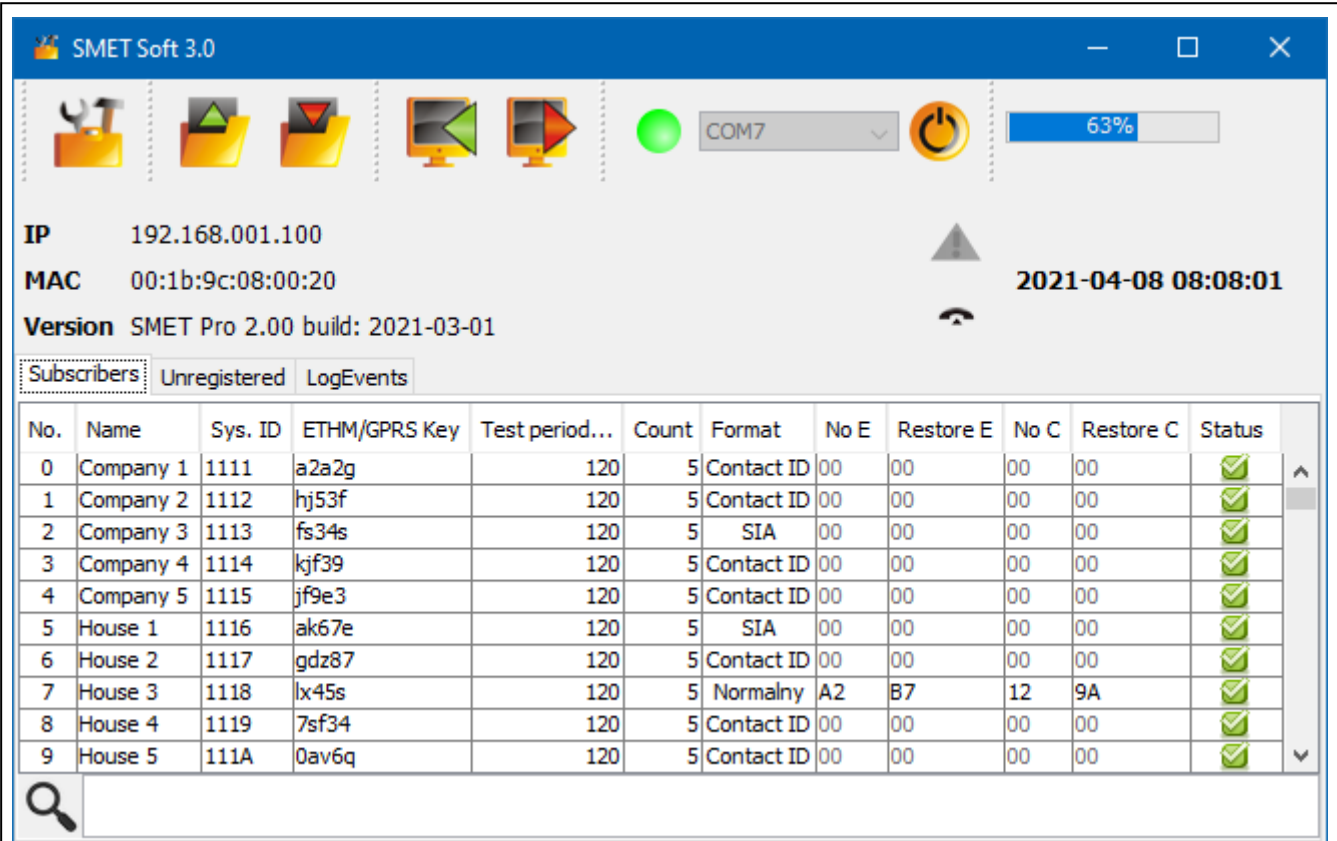 SMET Soft 3.0
COM7
63%
IP 192.168.001.100
MAC 00:1b:9c:08:00:20
2021-04-08 08:08:01
Version SMET Pro 2.00 build: 2021-03-01
Subscribers Unregistered LogEvents
No. Name Sys. ID ETHM/GPRS Key Test period... Count Format No E Restore E No C Restore C Status
0 Company 1 1111 a2a2g 120 5 Contact ID 00 00 00 00
1 Company 2 1112 hj53f 120 5 Contact ID 00 00 00 00
2 Company 3 1113 fs34s 120 5 SIA 00 00 00 00
3 Company 4 1114 kjf39 120 5 Contact ID 00 00 00 00
4 Company 5 1115 jf9e3 120 5 Contact ID 00 00 00 00
5 House 1 1116 ak67e 120 5 SIA 00 00 00 00
6 House 2 1117 gdz87 120 5 Contact ID 00 00 00 00
7 House 3 1118 lx45s 120 5 Normalny A2 B7 12 9A
8 House 4 1119 7sf34 120 5 Contact ID 00 00 00 00
9 House 5 111A 0av6q 120 5 Contact ID 00 00 00 00